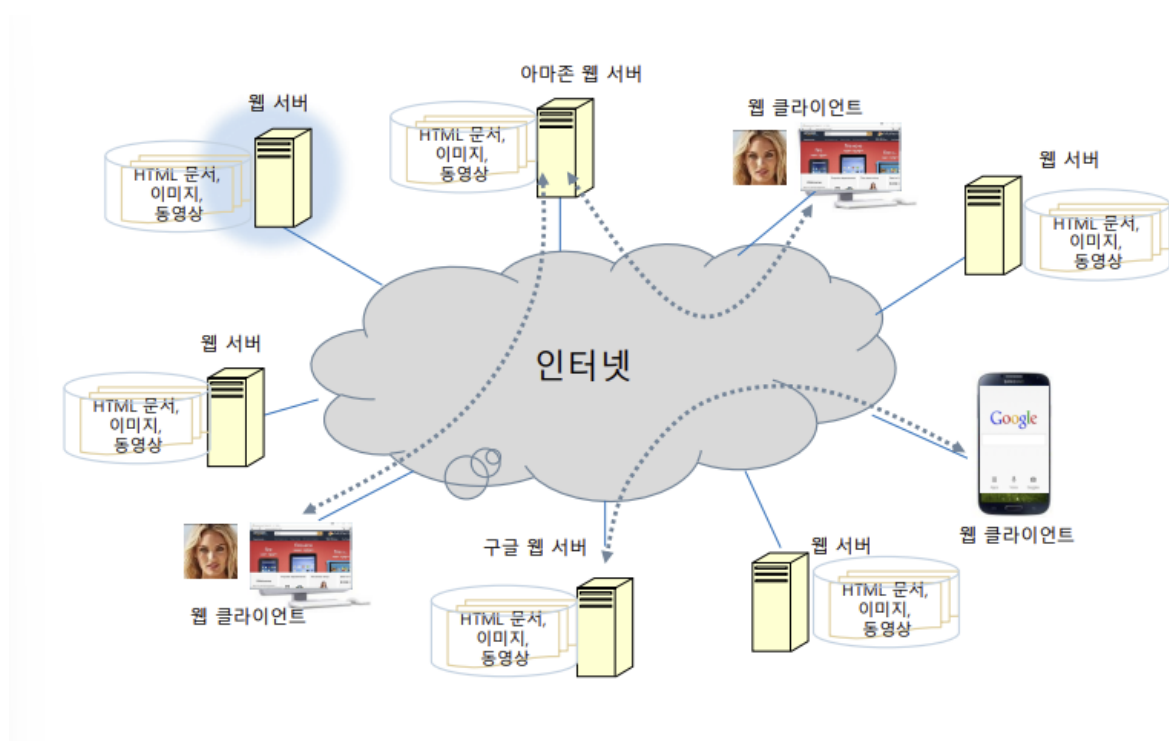 아마존 웹 서버
웹 서버
HTML 문서,
이미지,
동영상
HTML 문서,
이미지,
동영상
웹 클라이언트
웹 서버
HTML 문서,
이미지,
동영상
인터넷
웹 서버
HTML 문서,
이미지,
동영상
Google
웹 클라이언트
웹 클라이언트
구글 웹 서버
HTML 문서,
이미지,
동영상
웹 서버
HTML 문서,
이미지,
동영상